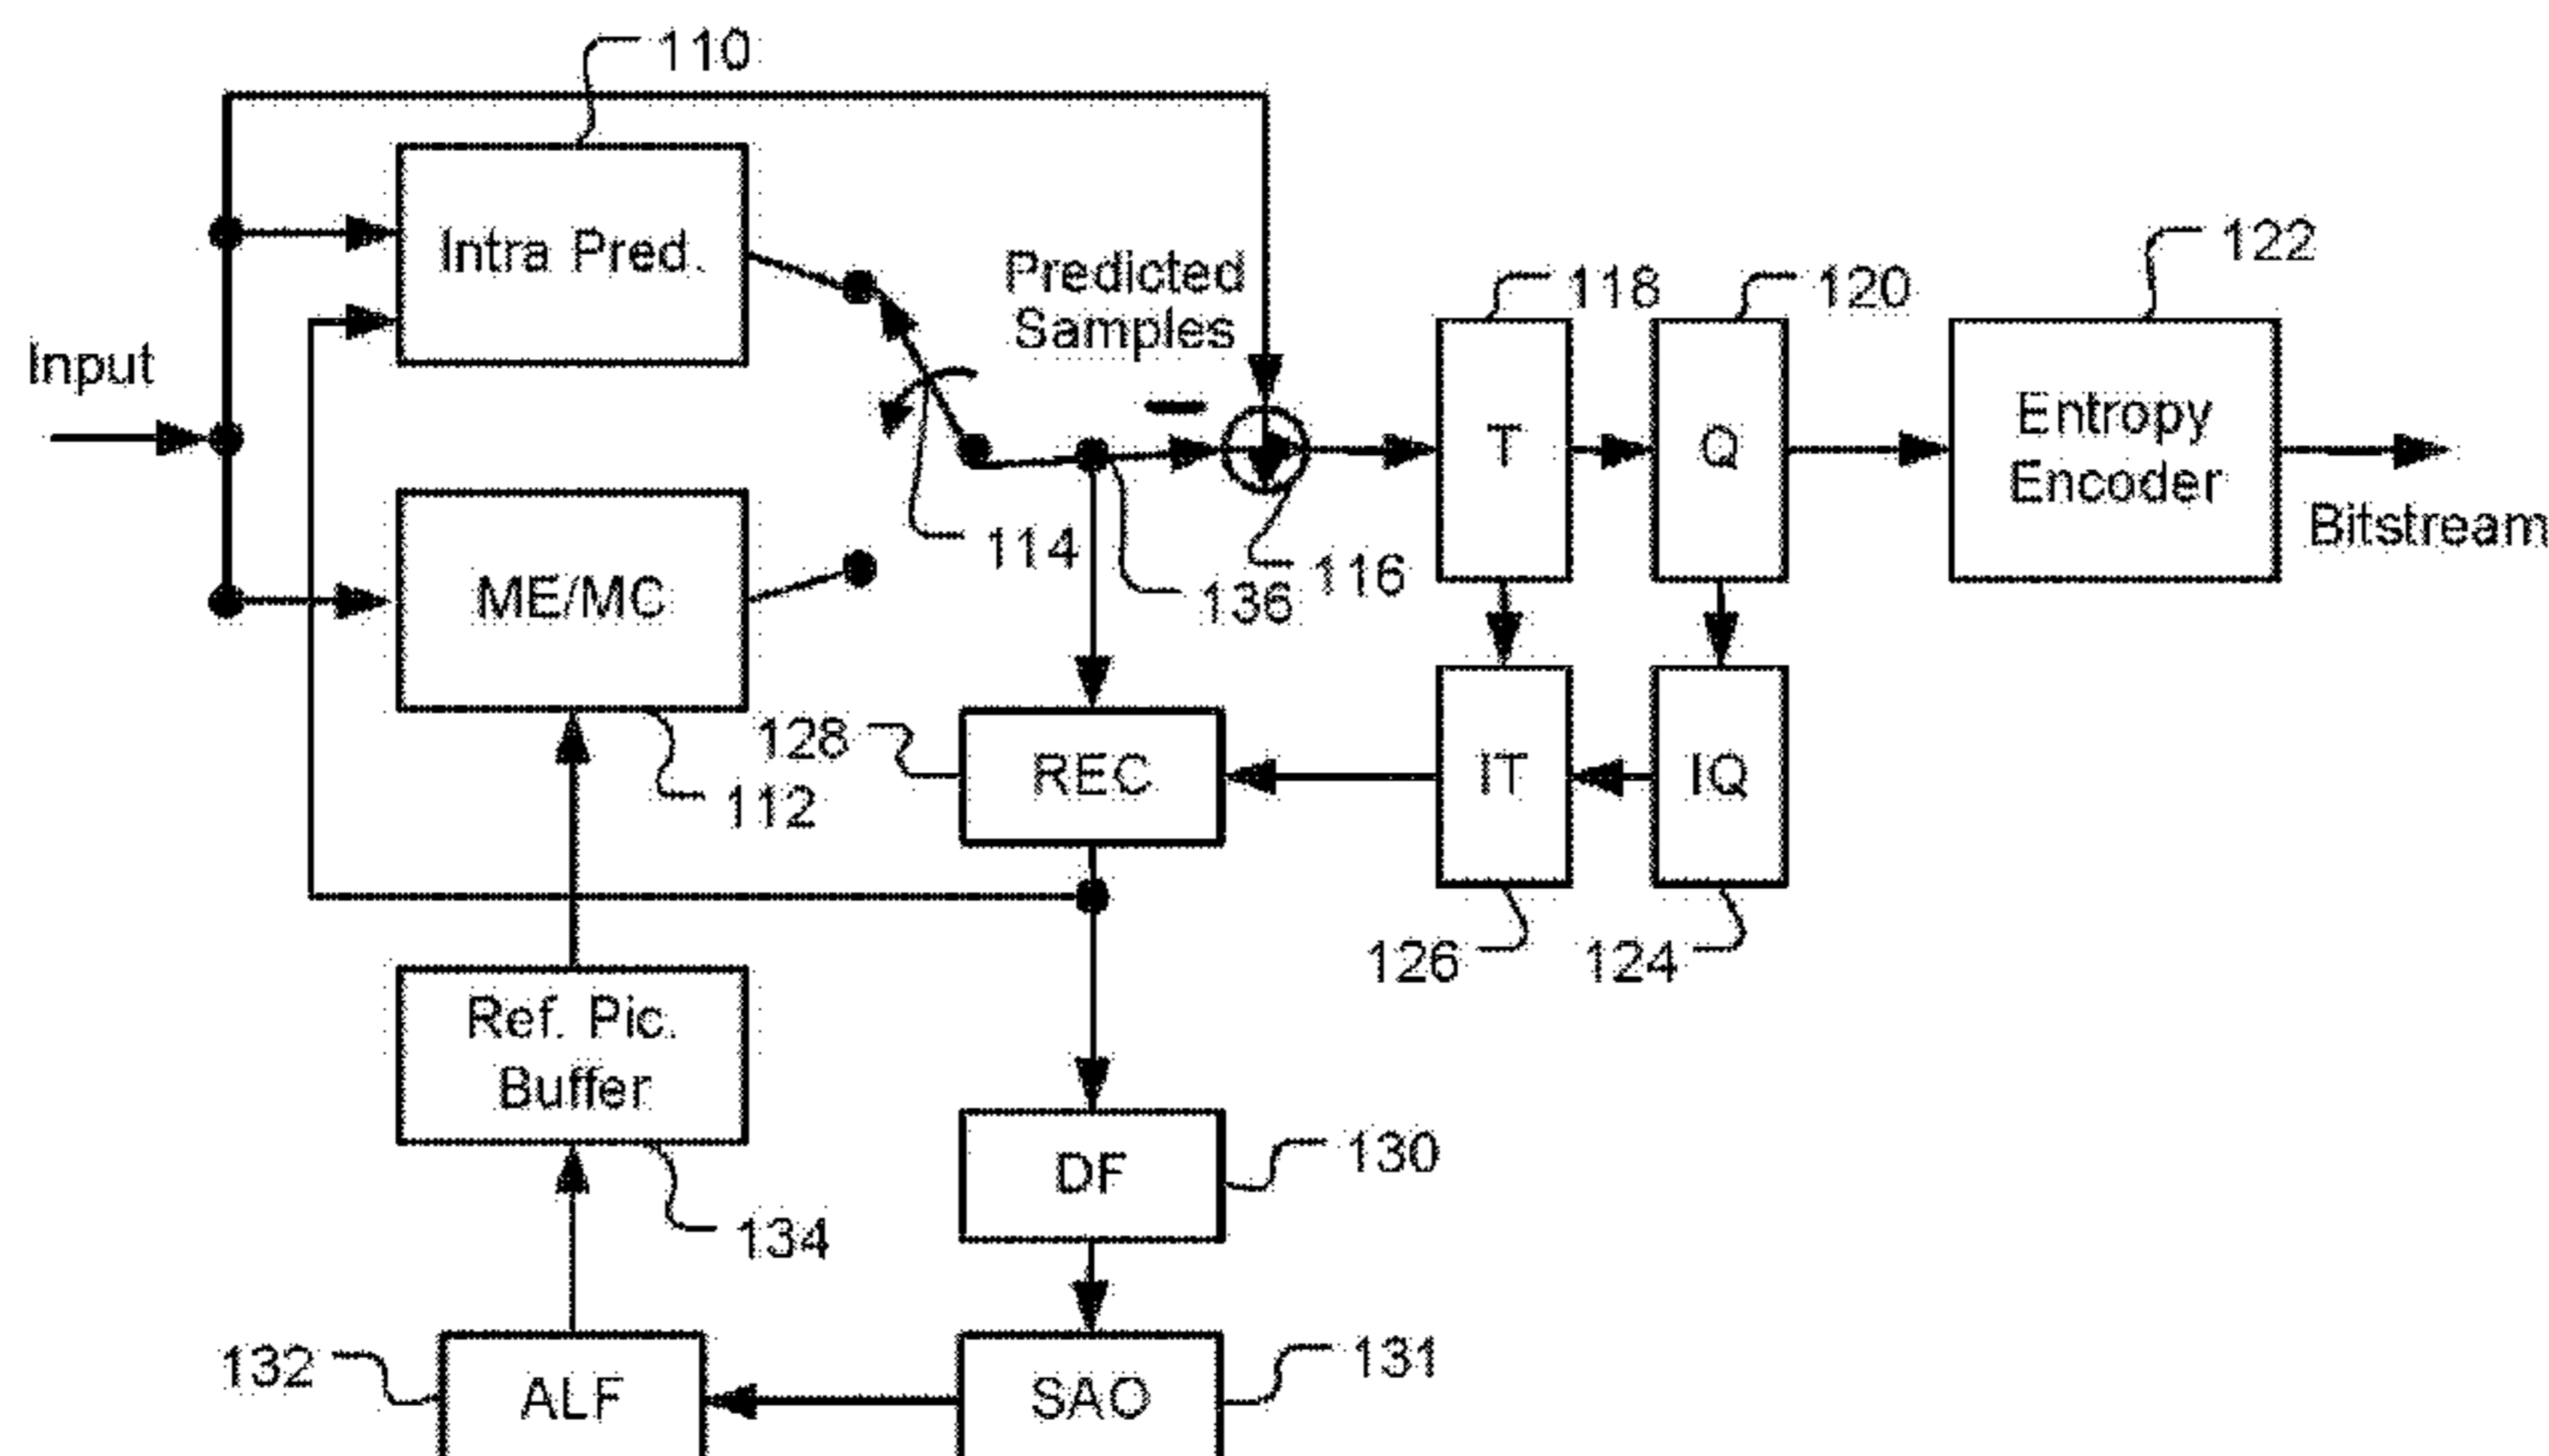 110
Intra Pred.
Predicted
Samples
118
120
122
Input
T
Q
Entropy
Encoder
Bitstream
114
136
116
ME/MC
128
REC
IT
IQ
112
126
124
Ref. Pic.
Buffer
134
DF
130
132
ALF
SAO
131